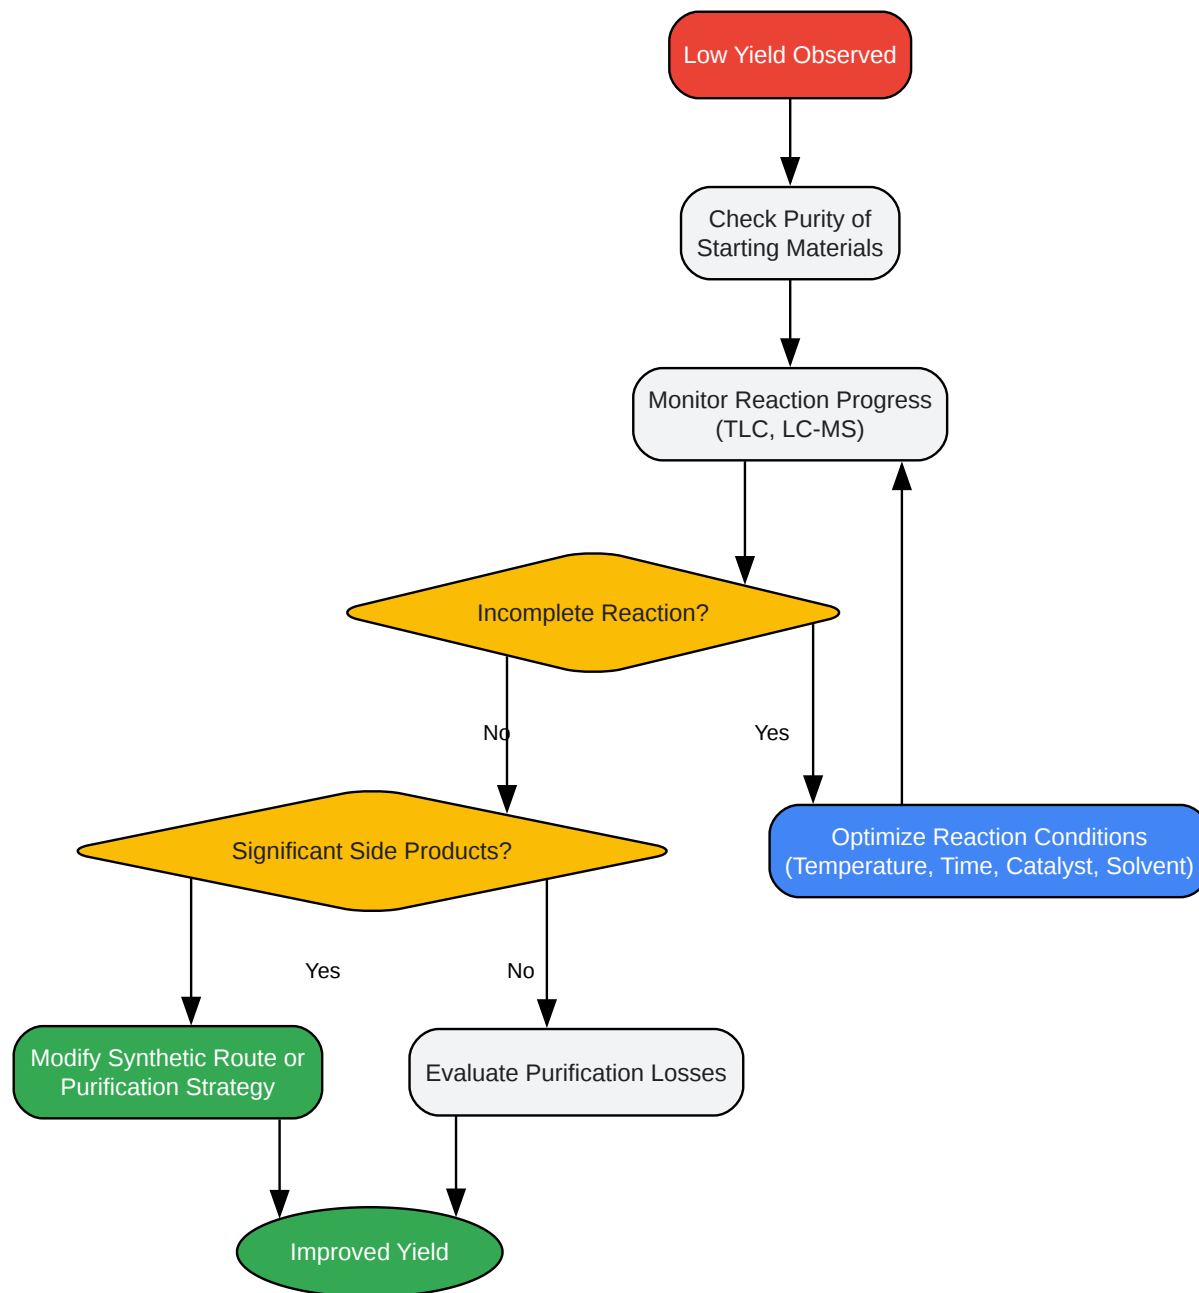 Low Yield Observed
Check Purity of
Starting Materials
Monitor Reaction Progress
(TLC, LC-MS)
Incomplete Reaction?
No
Yes
Significant Side Products?
Optimize Reaction Conditions
(Temperature, Time, Catalyst, Solvent)
Yes
No
Modify Synthetic Route or
Purification Strategy
Evaluate Purification Losses
Improved Yield